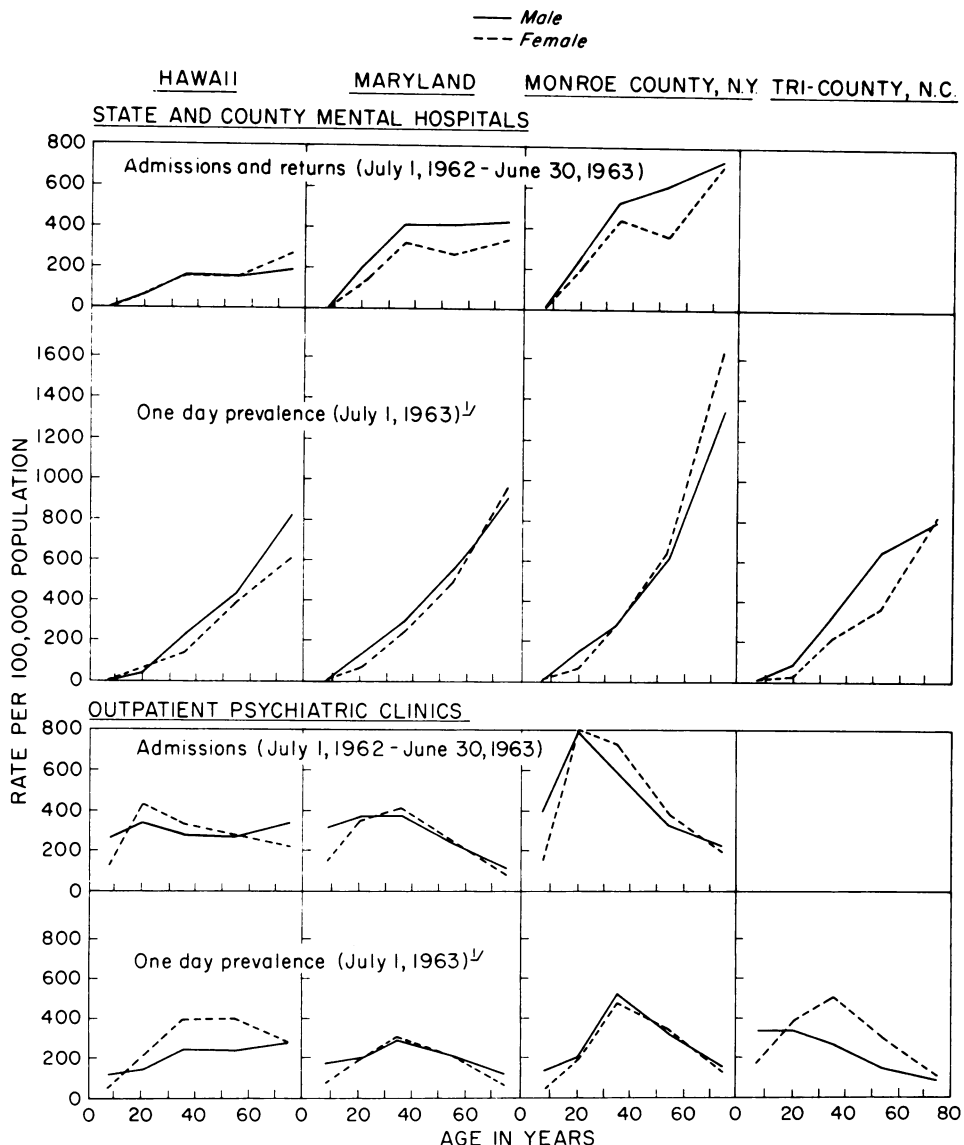 Male
Female
HAWAII MARYLAND MONROE COUNTY, N.Y. TRI-COUNTY, N.C.
STATE AND COUNTY MENTAL HOSPITALS
Admissions and returns (July 1, 1962 - June 30, 1963)
800
600
400
200
0
One day prevalence (July 1, 1963) 1/
1600
1400
1200
1000
800
600
400
200
0
RATE PER 100,000 POPULATION
OUTPATIENT PSYCHIATRIC CLINICS
Admissions (July 1, 1962 - June 30, 1963)
800
600
400
200
0
One day prevalence (July 1, 1963) 1/
800
600
400
200
0
0 20 40 60 0 20 40 60 0 20 40 60 0 20 40 60 80
AGE IN YEARS